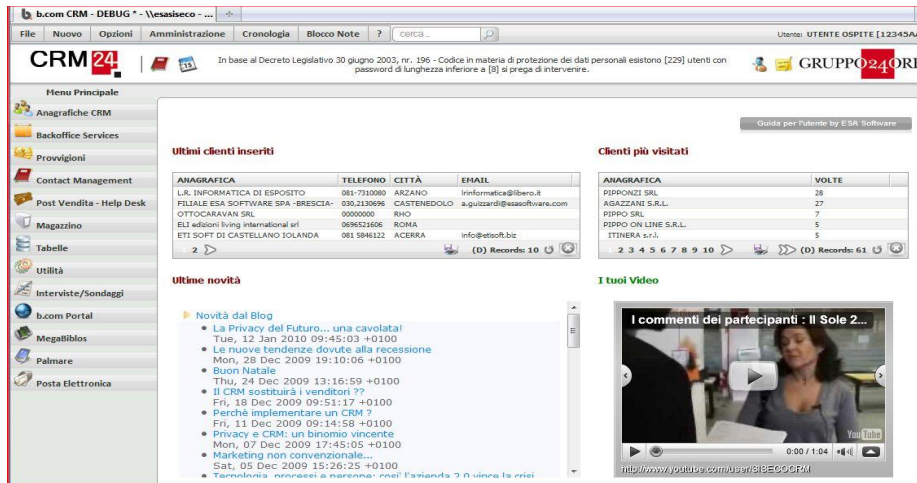 b.com CRM - DEBUG * - \\esasiseco - ...
File Nuovo Opzioni Amministrazione Cronologia Blocco Note ? cerca... Utente: UTENTE OSPITE [12345A
CRM 24
In base al Decreto Legislativo 30 giugno 2003, nr. 196 - Codice in materia di protezione dei dati personali esistono [229] utenti con
password di lunghezza inferiore a [8] si prega di intervenire.
GRUPPO24ORE
Menu Principale
Anagrafiche CRM
Backoffice Services
Provvigioni
Contact Management
Post Vendita - Help Desk
Magazzino
Tabelle
Utilità
Interviste/Sondaggi
b.com Portal
MegaBiblos
Palmare
Posta Elettronica
Guida per l'utente by ESA Software
Ultimi clienti inseriti
ANAGRAFICA TELEFONO CITTÀ EMAIL
L.R. INFORMATICA DI ESPOSITO 081-7310080 ARZANO lrinformatica@libero.it
FILIALE ESA SOFTWARE SPA -BRESCIA- 030,2130696 CASTENEDOLO a.guizzardi@esasoftware.com
OTTOCARAVAN SRL 00000000 RHO
ELI edizioni living international srl 0696521606 ROMA
ETI SOFT DI CASTELLANO IOLANDA 081 5846122 ACERRA info@etisoft.biz
2 (D) Records: 10
Clienti più visitati
ANAGRAFICA VOLTE
PIPPONZI SRL 28
AGAZZANI S.R.L. 27
PIPPO SRL 7
PIPPO ON LINE S.R.L. 5
ITINERA s.r.l. 5
2 3 4 5 6 7 8 9 10 (D) Records: 61
Ultime novità
Novità dal Blog
La Privacy del Futuro... una cavolata!
Tue, 12 Jan 2010 09:45:03 +0100
Le nuove tendenze dovute alla recessione
Mon, 28 Dec 2009 19:10:06 +0100
Buon Natale
Thu, 24 Dec 2009 13:16:59 +0100
Il CRM sostituirà i venditori ??
Fri, 18 Dec 2009 09:51:17 +0100
Perchè implementare un CRM ?
Fri, 11 Dec 2009 09:14:58 +0100
Privacy e CRM: un binomio vincente
Mon, 07 Dec 2009 17:45:05 +0100
Marketing non convenzionale...
Sat, 05 Dec 2009 15:26:25 +0100
Tecnologia, processi e persone: cosi' l'azienda 2.0 vince la crisi
I tuoi Video
I commenti dei partecipanti : Il Sole 2...
You Tube
0:00 / 1:04
http://www.youtube.com/user/SISECOCRM